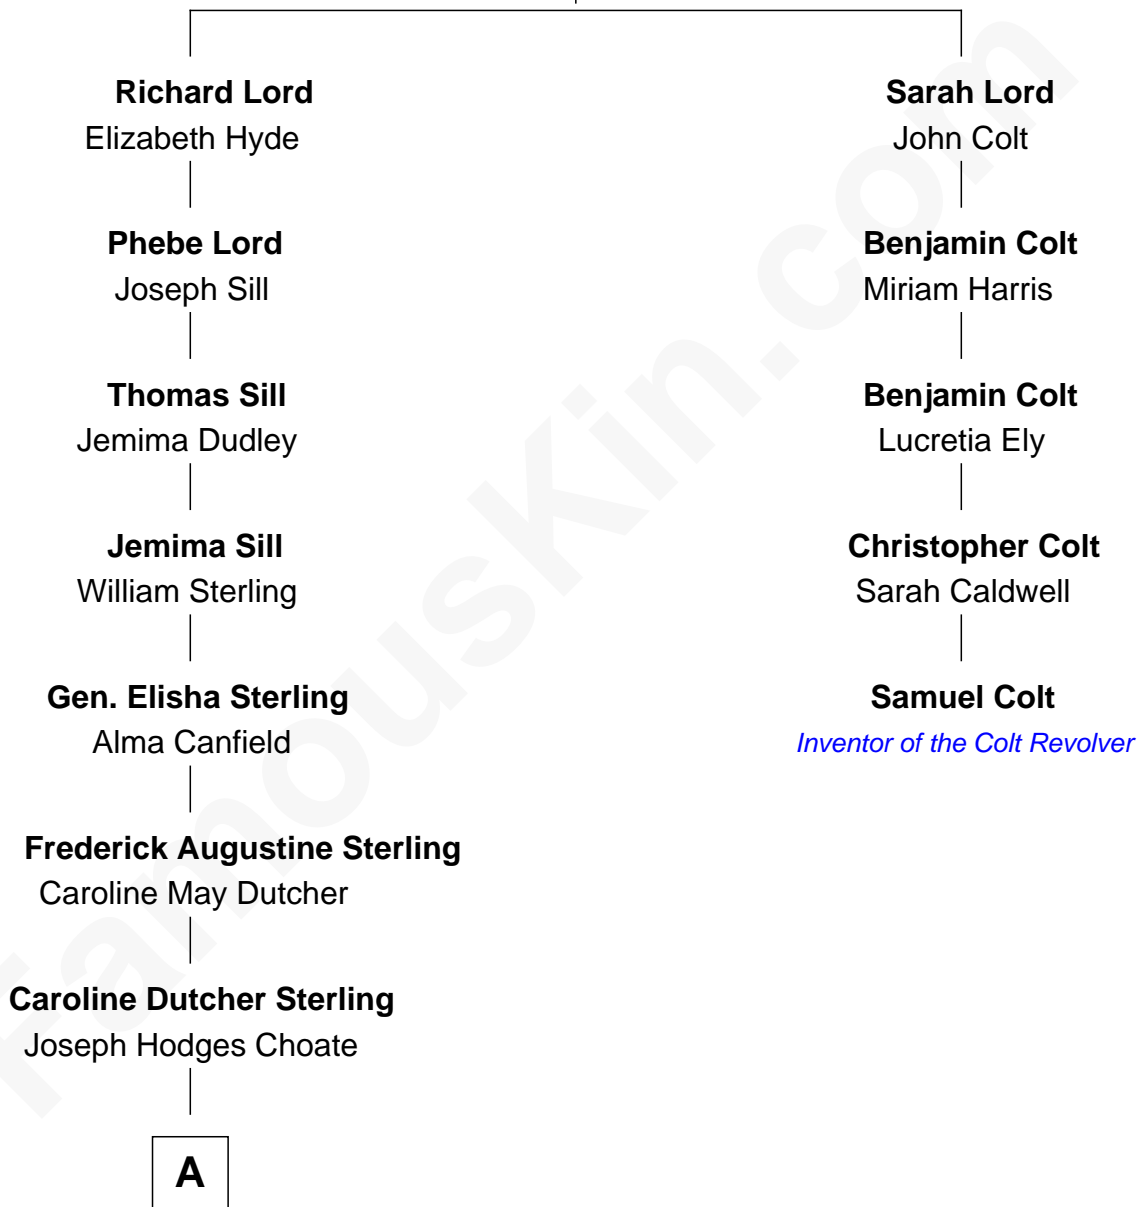 Richard Lord
Elizabeth Hyde
Phebe Lord
Joseph Sill
Thomas Sill
Jemima Dudley
Jemima Sill
William Sterling
Gen. Elisha Sterling
Alma Canfield
Frederick Augustine Sterling
Caroline May Dutcher
Caroline Dutcher Sterling
Joseph Hodges Choate
A
Sarah Lord
John Colt
Benjamin Colt
Miriam Harris
Benjamin Colt
Lucretia Ely
Christopher Colt
Sarah Caldwell
Samuel Colt
Inventor of the Colt Revolver
FamousKin.com